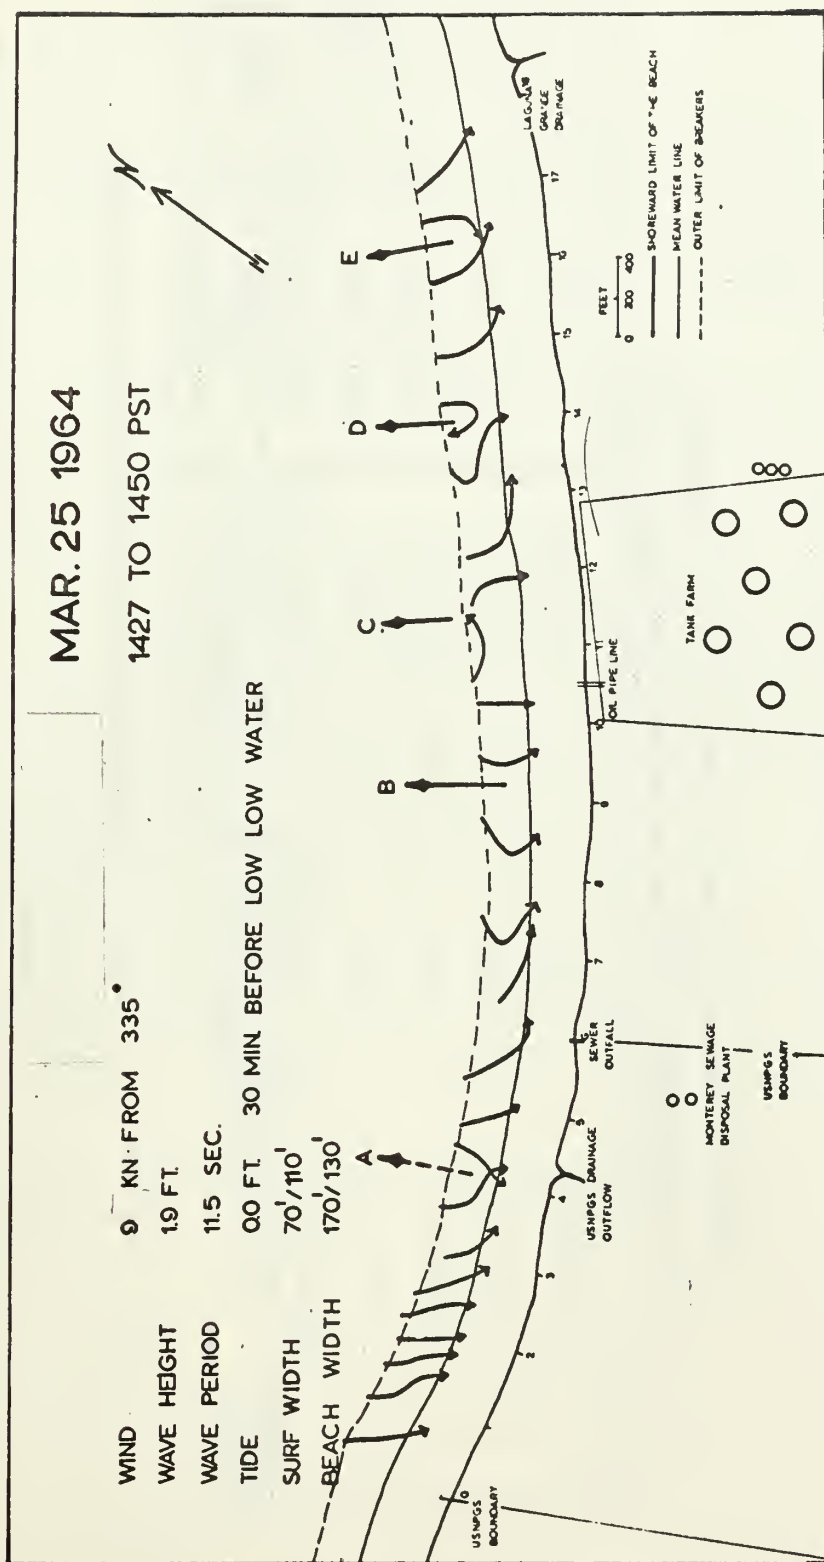 MAR. 25 1964
1427 TO 1450 PST
WIND 9 KN. FROM 335°
WAVE HEIGHT 1.9 FT.
WAVE PERIOD 11.5 SEC.
TIDE 0.0 FT. 30 MIN. BEFORE LOW LOW WATER
SURF WIDTH 70'/110'
BEACH WIDTH 170'/130'
N
A
B
C
D
E
USNPGS
BOUNDARY
0
2
3
4
5
6
7
8
9
10
11
12
13
14
15
16
17
USNPGS DRAINAGE
OUTFLOW
SEWER
OUTFALL
MONTEREY SEWAGE
DISPOSAL PLANT
USNPGS
BOUNDARY
OIL PIPE LINE
TANK FARM
LAGUNA
GRANDE
DRAINAGE
FEET
0 200 400
SHOREWARD LIMIT OF THE BEACH
MEAN WATER LINE
OUTER LIMIT OF BREAKERS